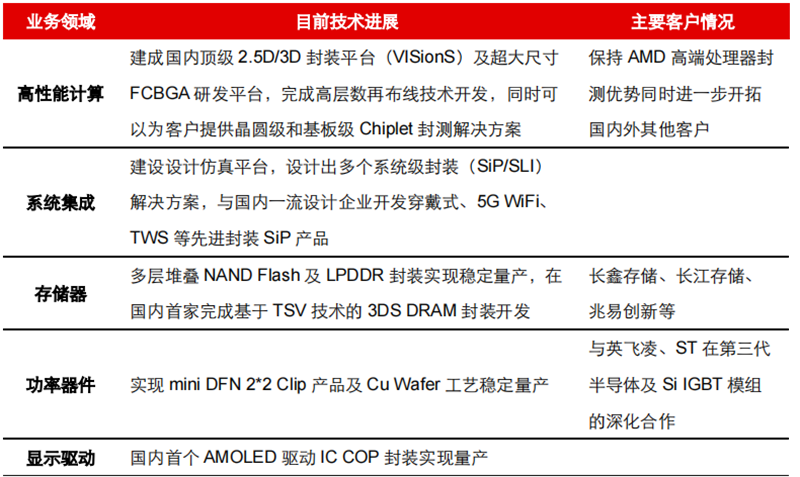 业务领域 目前技术进展 主要客户情况
高性能计算
建成国内顶级 2.5D/3D 封装平台（VISionS）及超大尺寸
FCBGA 研发平台，完成高层数再布线技术开发，同时可
以为客户提供晶圆级和基板级 Chiplet 封测解决方案
保持 AMD 高端处理器封
测优势同时进一步开拓
国内外其他客户
系统集成
建设设计仿真平台，设计出多个系统级封装（SiP/SLI）
解决方案，与国内一流设计企业开发穿戴式、5G WiFi、
TWS 等先进封装 SiP 产品
存储器
多层堆叠 NAND Flash 及 LPDDR 封装实现稳定量产，在
国内首家完成基于 TSV 技术的 3DS DRAM 封装开发
长鑫存储、长江存储、
兆易创新等
功率器件
实现 mini DFN 2*2 Clip 产品及 Cu Wafer 工艺稳定量产
与英飞凌、ST 在第三代
半导体及 Si IGBT 模组
的深化合作
显示驱动
国内首个 AMOLED 驱动 IC COP 封装实现量产